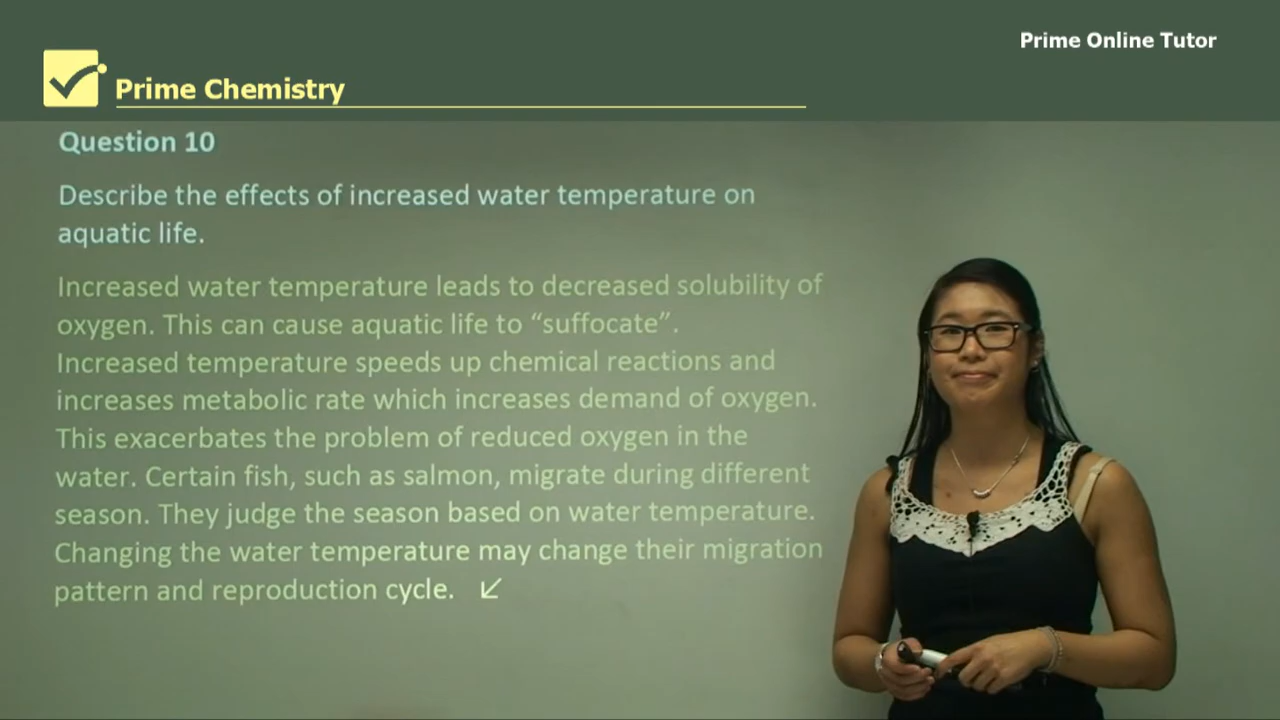 Prime Online Tutor
Prime Chemistry
Question 10
Describe the effects of increased water temperature on
aquatic life.
Increased water temperature leads to decreased solubility of
oxygen. This can cause aquatic life to “suffocate”.
Increased temperature speeds up chemical reactions and
increases metabolic rate which increases demand of oxygen.
This exacerbates the problem of reduced oxygen in the
water. Certain fish, such as salmon, migrate during different
season. They judge the season based on water temperature.
Changing the water temperature may change their migration
pattern and reproduction cycle.